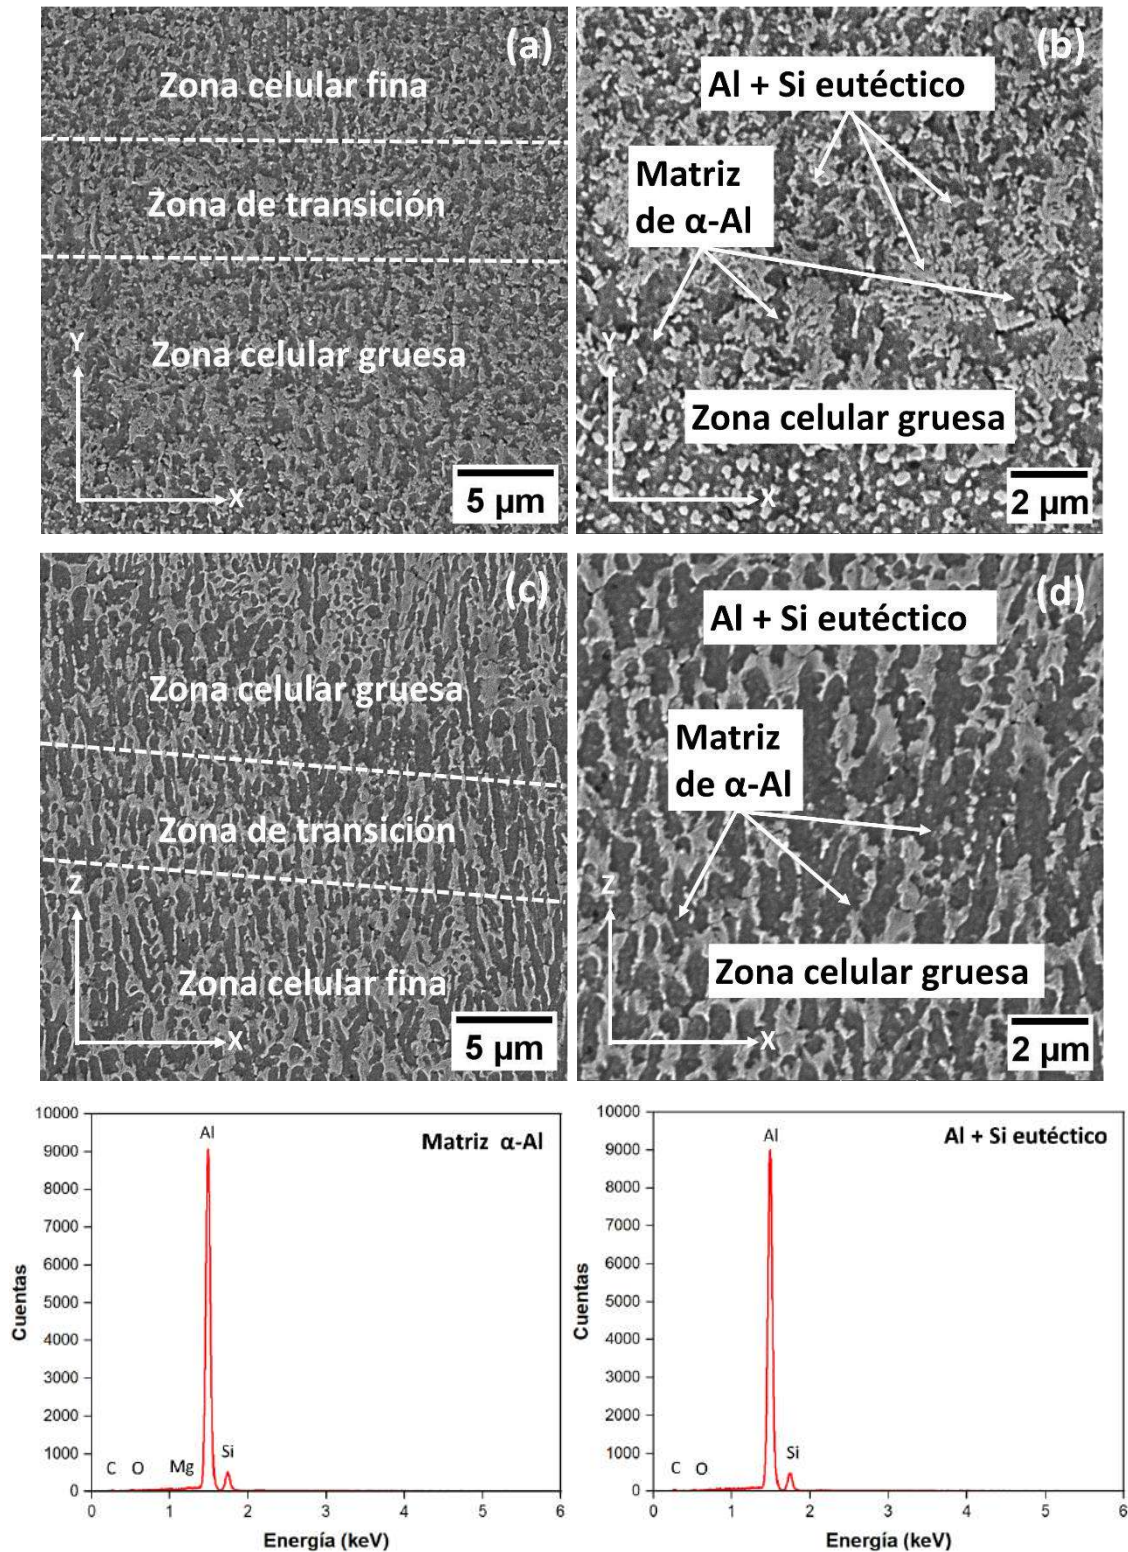 (a)
Zona celular fina
Zona de transición
Zona celular gruesa
Y
X
5 µm
(b)
Al + Si eutéctico
Matriz
de α-Al
Zona celular gruesa
Y
X
2 µm
(c)
Zona celular gruesa
Zona de transición
Zona celular fina
Z
X
5 µm
(d)
Al + Si eutéctico
Matriz
de α-Al
Zona celular gruesa
Z
X
2 µm
Matriz α-Al
Cuentas
10000
9000
8000
7000
6000
5000
4000
3000
2000
1000
0
Al
C O Mg Si
0 1 2 3 4 5 6
Energía (keV)
Al + Si eutéctico
Cuentas
10000
9000
8000
7000
6000
5000
4000
3000
2000
1000
0
Al
C O Si
0 1 2 3 4 5 6
Energía (keV)